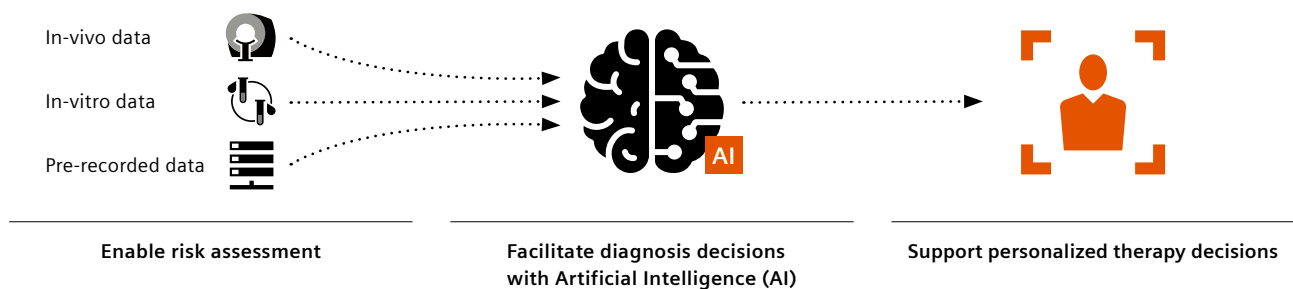 In-vivo data
In-vitro data
Pre-recorded data
AI
Enable risk assessment
Facilitate diagnosis decisions
with Artificial Intelligence (AI)
Support personalized therapy decisions